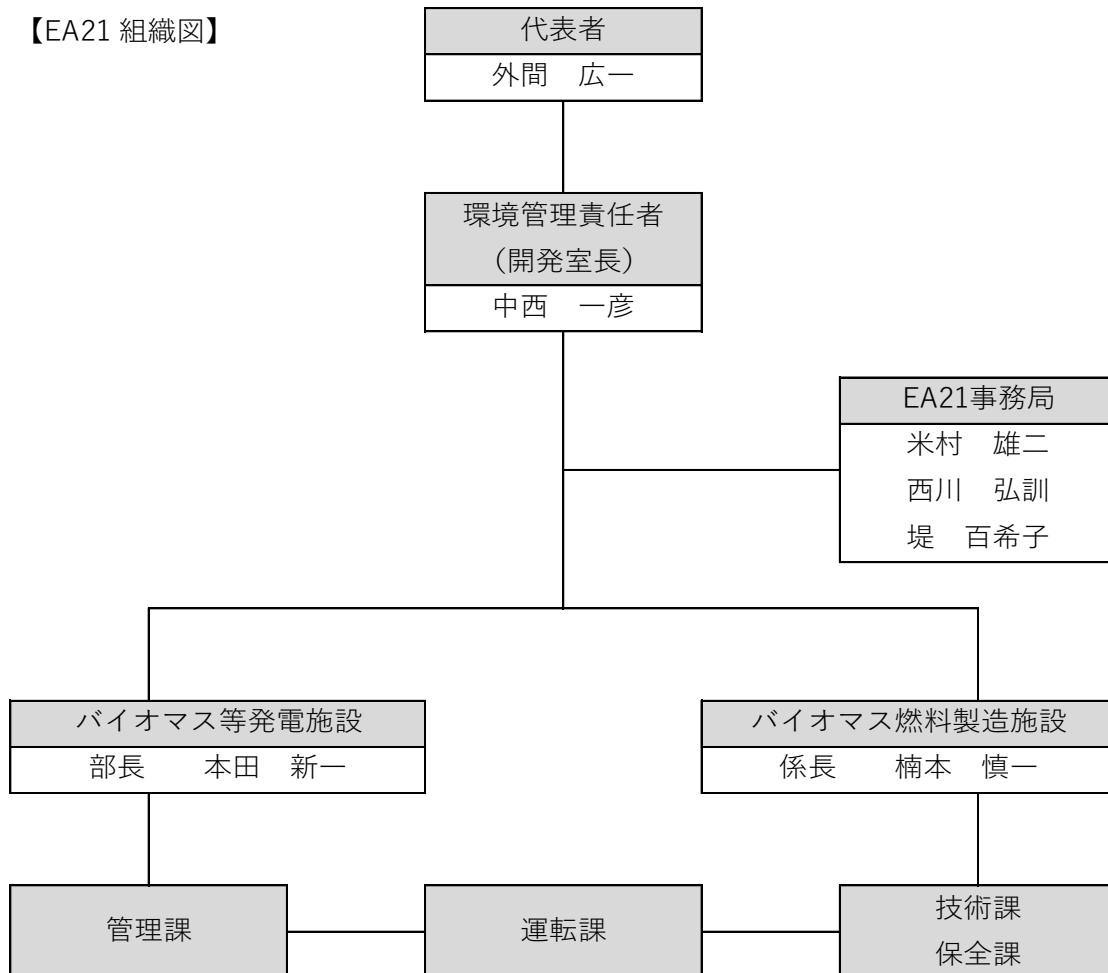 【EA21 組織図】
代表者
外間　広一
環境管理責任者
（開発室長）
中西　一彦
EA21事務局
米村　雄二
西川　弘訓
堤　百希子
バイオマス等発電施設
部長　　本田　新一
バイオマス燃料製造施設
係長　　楠本　慎一
管理課
運転課
技術課
保全課